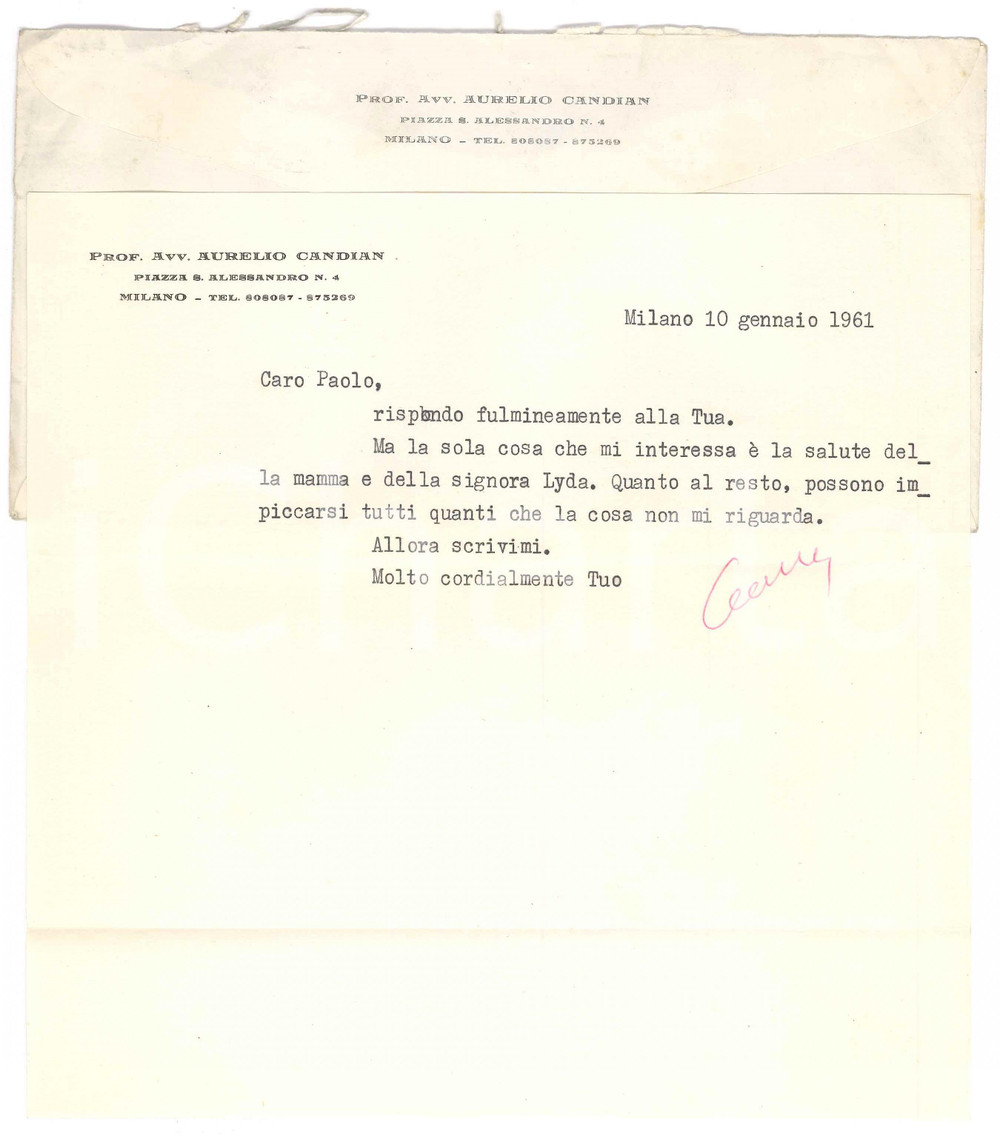 PROF. AVV. AURELIO CANDIAN
PIAZZA S. ALESSANDRO N. 4
MILANO - TEL. 808087 - 875269
PROF. AVV. AURELIO CANDIAN
PIAZZA S. ALESSANDRO N. 4
MILANO - TEL. 808087 - 875269
Milano 10 gennaio 1961
Caro Paolo,
rispondo fulmineamente alla Tua.
Ma la sola cosa che mi interessa è la salute del_
la mamma e della signora Lyda. Quanto al resto, possono im_
piccarsi tutti quanti che la cosa non mi riguarda.
Allora scrivimi.
Molto cordialmente Tuo